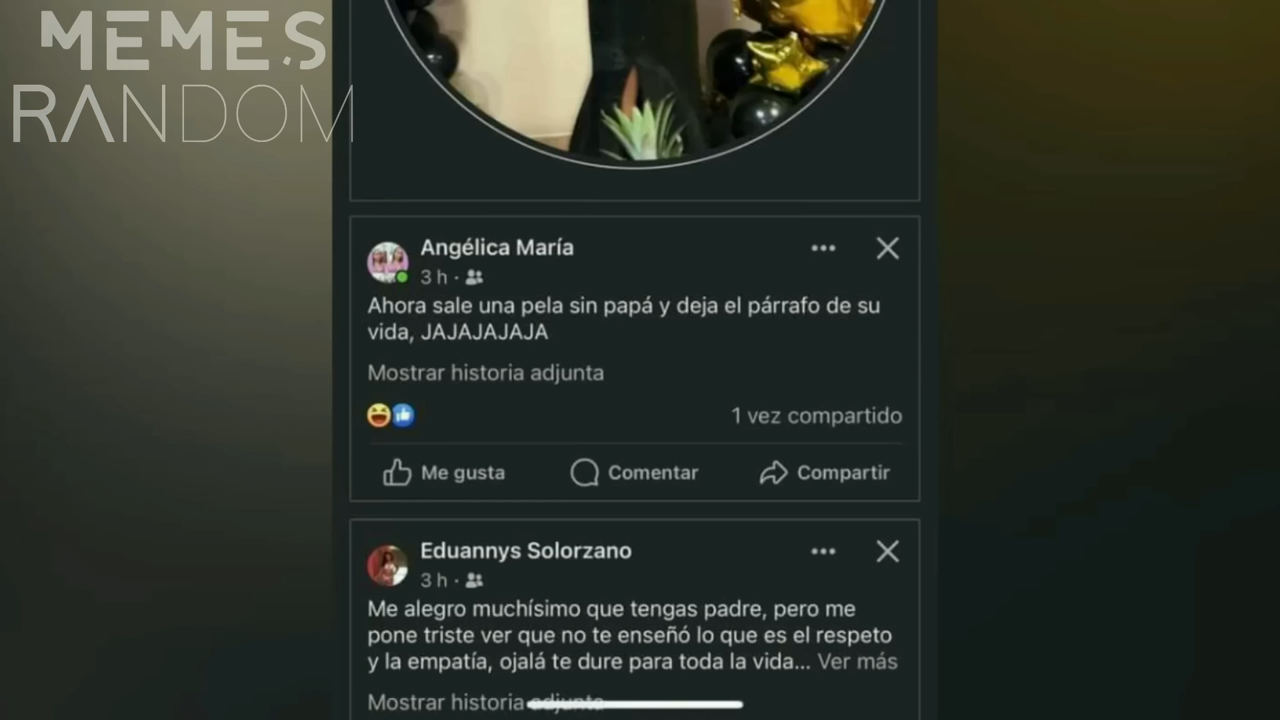 MEMES
RANDOM
Angélica María
3 h ·
Ahora sale una pela sin papá y deja el párrafo de su
vida, JAJAJAJAJA
Mostrar historia adjunta
1 vez compartido
Me gusta
Comentar
Compartir
Eduannys Solorzano
3 h ·
Me alegro muchísimo que tengas padre, pero me
pone triste ver que no te enseñó lo que es el respeto
y la empatía, ojalá te dure para toda la vida... Ver más
Mostrar historia adjunta